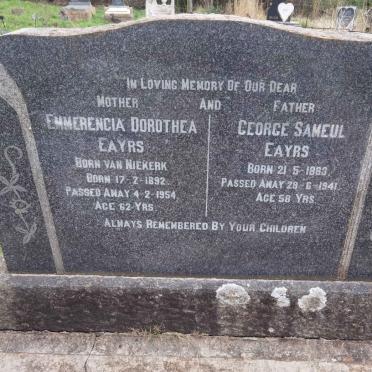 IN LOVING MEMORY OF OUR DEAR
MOTHER AND FATHER
EMMERENCIA DOROTHEA
EAYRS
BORN VAN NIEKERK
BORN 17-2-1892
PASSED AWAY 4-2-1954
AGE 62 YRS
GEORGE SAMEUL
EAYRS
BORN 21-5-1883
PASSED AWAY 28-6-1941
AGE 58 YRS
ALWAYS REMEMBERED BY YOUR CHILDREN